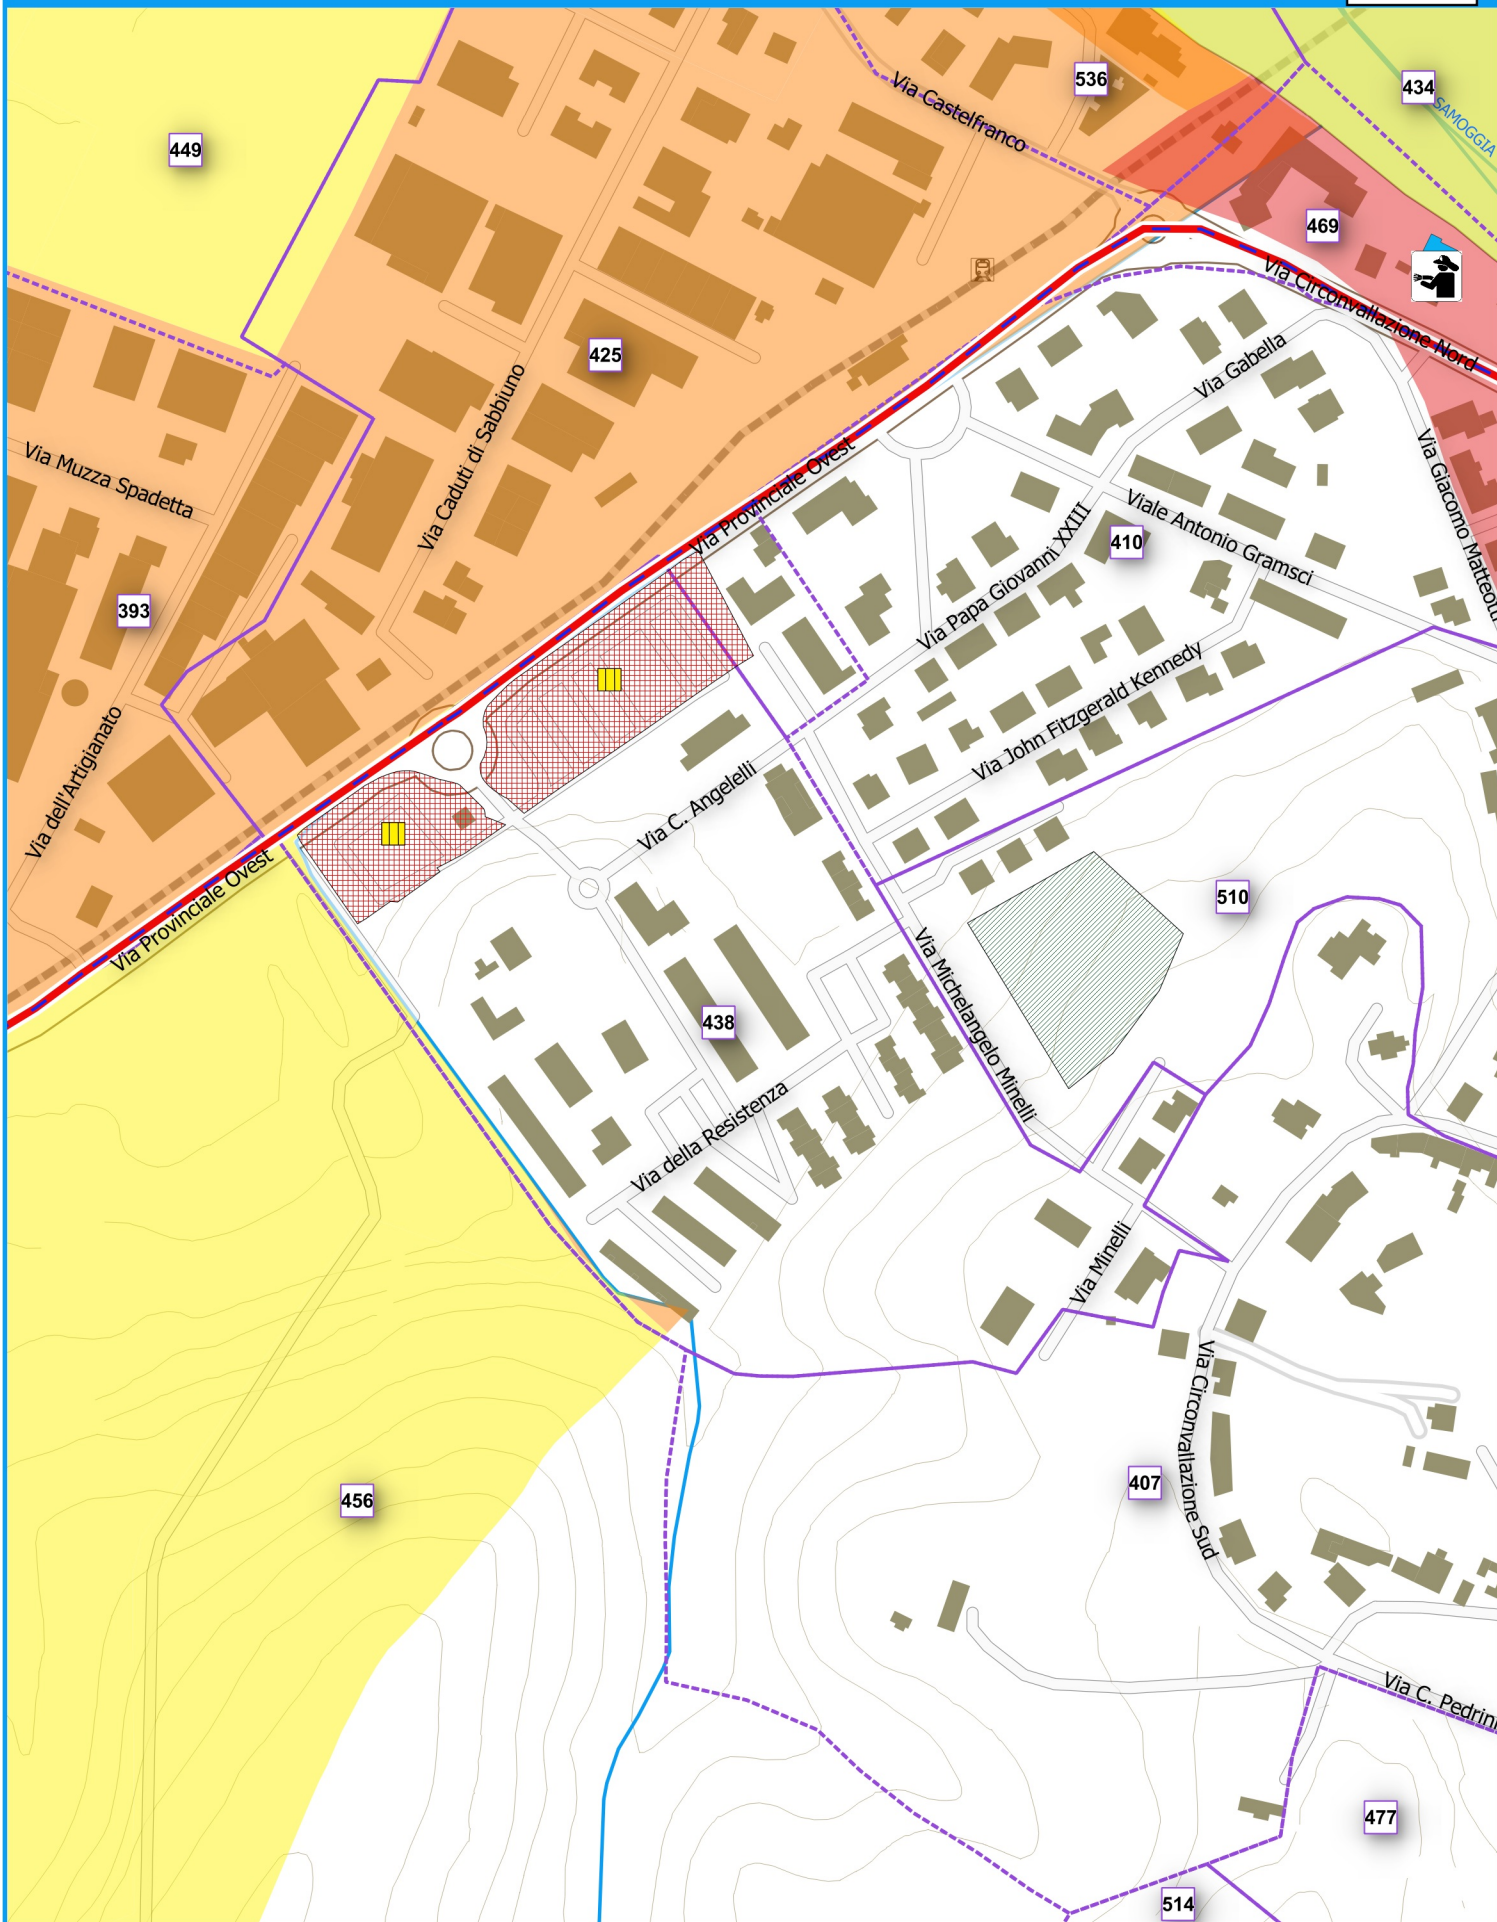 536
434
Via Castelfranco
SAMOGGIA
449
469
Via Circonvallazione Nord
425
Via Gabella
Via Caduti di Sabbiuno
Via Muzza Spadetta
Via Provinciale Ovest
Via Giacomo Matteotti
Viale Antonio Gramsci
410
Via Papa Giovanni XXIII
393
Via John Fitzgerald Kennedy
Via dell'Artigianato
Via C. Angelelli
Via Provinciale Ovest
510
Via Michelangelo Minelli
438
Via della Resistenza
Via Minelli
Via Circonvallazione Sud
456
407
Via C. Pedrini
477
514